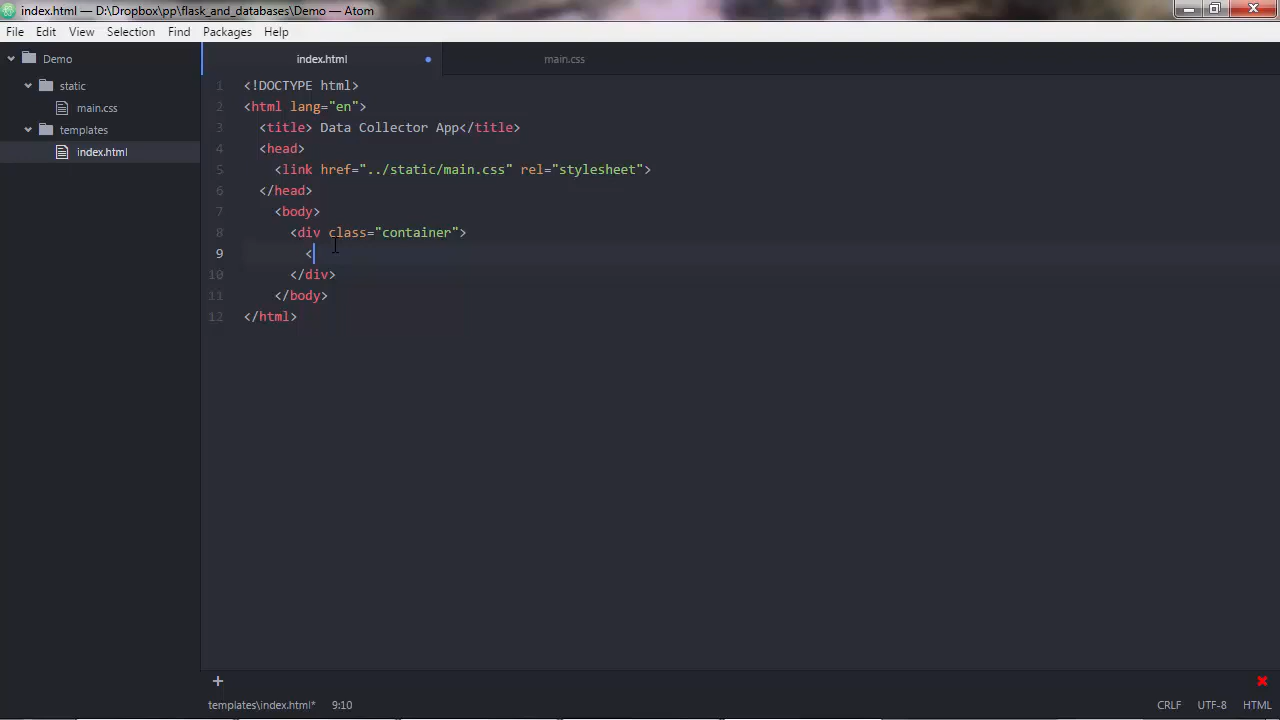 index.html — D:\Dropbox\pp\flask_and_databases\Demo — Atom
File Edit View Selection Find Packages Help
Demo
static
main.css
templates
index.html
index.html
main.css
1 <!DOCTYPE html>
2 <html lang="en">
3 <title> Data Collector App</title>
4 <head>
5 <link href="../static/main.css" rel="stylesheet">
6 </head>
7 <body>
8 <div class="container">
9 <
10 </div>
11 </body>
12 </html>
+
templates\index.html* 9:10 CRLF UTF-8 HTML